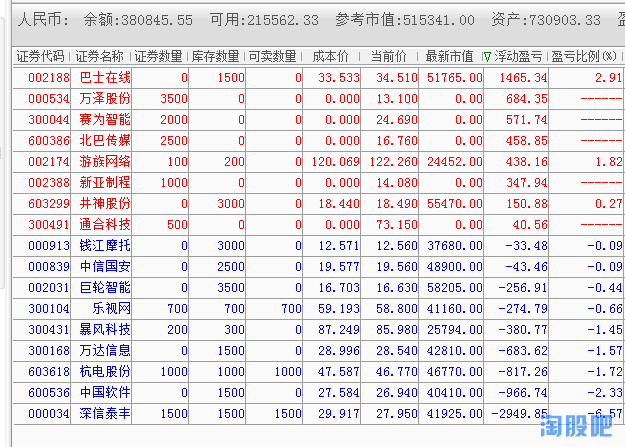 人民币: 余额:380845.55 可用:215562.33 参考市值:515341.00 资产:730903.33 盈
证券代码 证券名称 证券数量 库存数量 可卖数量 成本价 当前价 最新市值 浮动盈亏 盈亏比例(%)
002188 巴士在线 0 1500 0 33.533 34.510 51765.00 1465.34 2.91
000534 万泽股份 3500 0 0 0.000 13.100 0.00 684.35 ------
300044 赛为智能 2000 0 0 0.000 24.690 0.00 571.74 ------
600386 北巴传媒 2500 0 0 0.000 16.760 0.00 458.85 ------
002174 游族网络 100 200 0 120.069 122.260 24452.00 438.16 1.82
002388 新亚制程 1000 0 0 0.000 14.080 0.00 347.94 ------
603299 井神股份 0 3000 0 18.440 18.490 55470.00 150.88 0.27
300491 通合科技 500 0 0 0.000 73.150 0.00 40.56 ------
000913 钱江摩托 0 3000 0 12.571 12.560 37680.00 -33.48 -0.09
000839 中信国安 0 2500 0 19.577 19.560 48900.00 -43.46 -0.09
002031 巨轮智能 0 3500 0 16.703 16.630 58205.00 -256.91 -0.44
300104 乐视网 700 700 700 59.193 58.800 41160.00 -274.79 -0.66
300431 暴风科技 200 300 0 87.249 85.980 25794.00 -380.77 -1.45
300168 万达信息 0 1500 0 28.996 28.540 42810.00 -683.62 -1.57
603618 杭电股份 1000 1000 1000 47.587 46.770 46770.00 -817.26 -1.72
600536 中国软件 0 1500 0 27.584 26.940 40410.00 -966.74 -2.33
000034 深信泰丰 1500 1500 1500 29.917 27.950 41925.00 -2949.85 -6.57
淘股吧